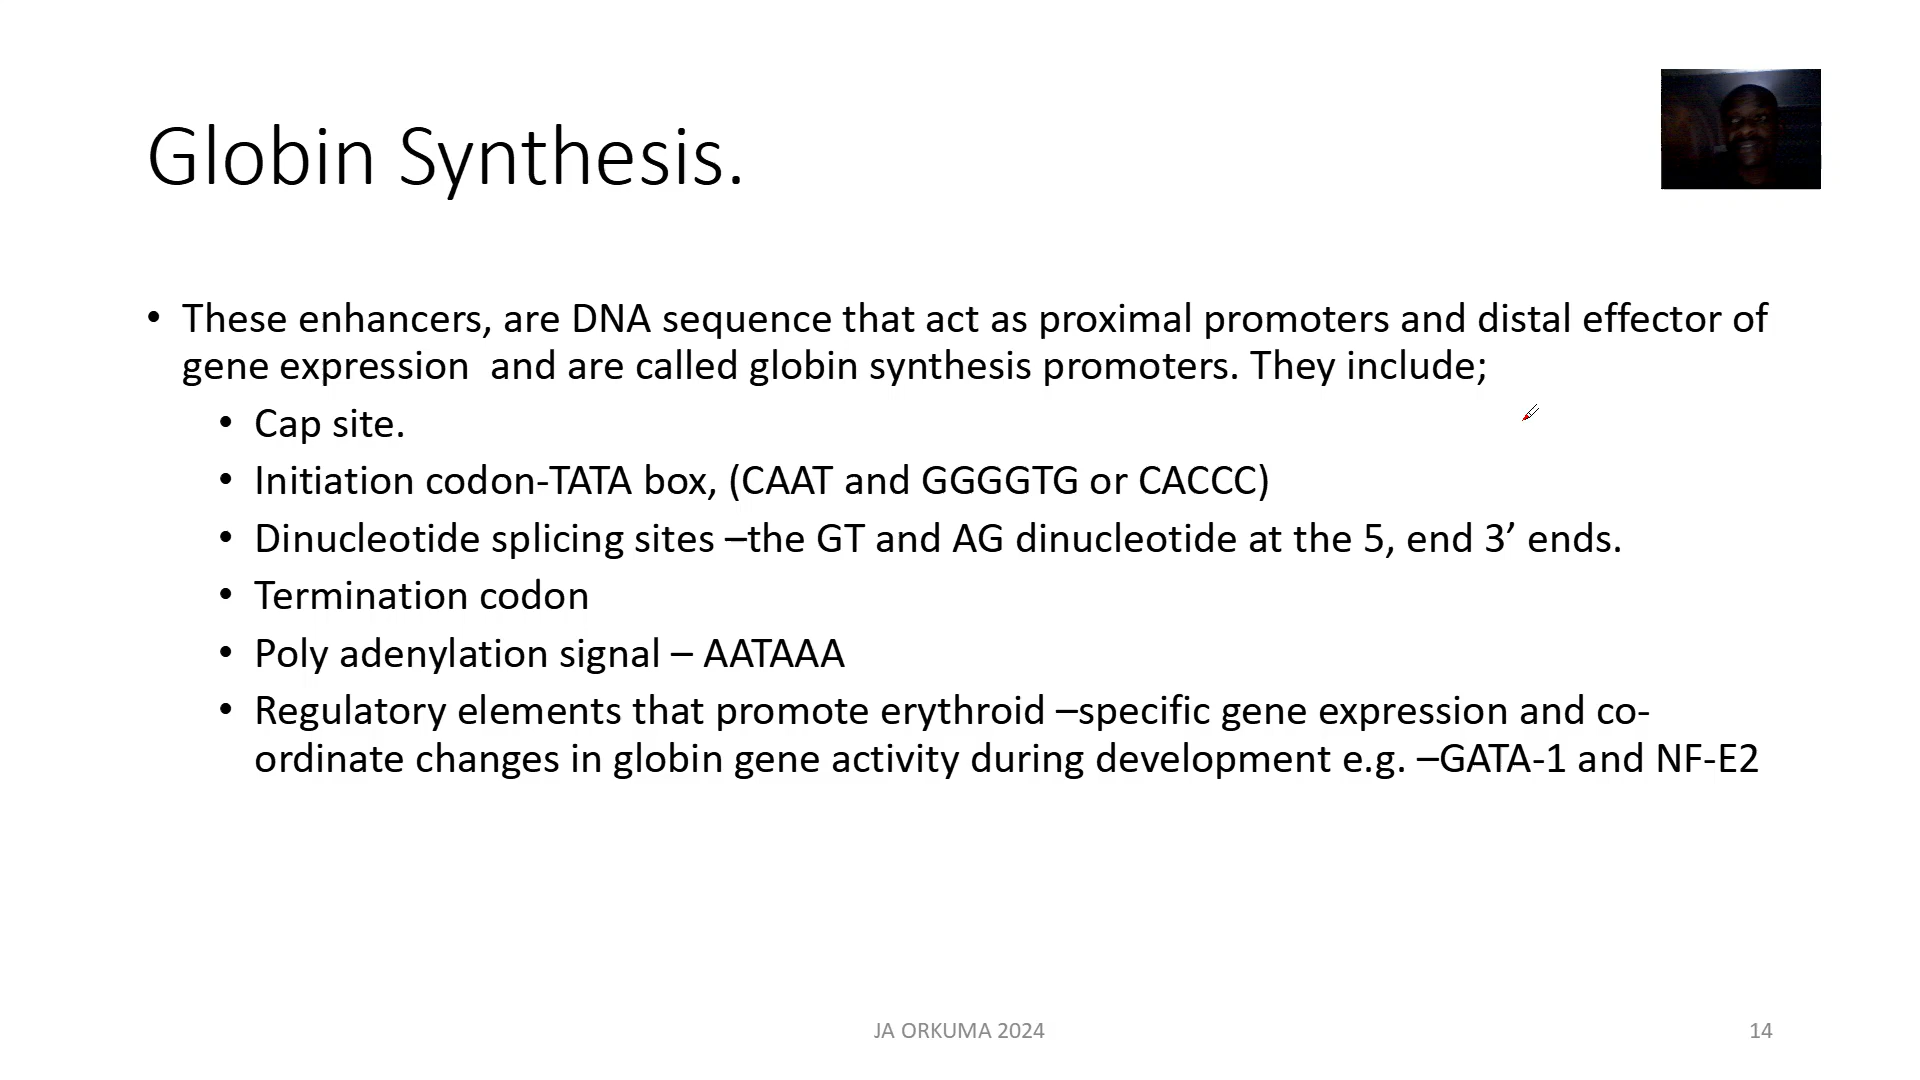 Globin Synthesis.
• These enhancers, are DNA sequence that act as proximal promoters and distal effector of
gene expression  and are called globin synthesis promoters. They include;
• Cap site.
• Initiation codon-TATA box, (CAAT and GGGGTG or CACCC)
• Dinucleotide splicing sites –the GT and AG dinucleotide at the 5, end 3’ ends.
• Termination codon
• Poly adenylation signal – AATAAA
• Regulatory elements that promote erythroid –specific gene expression and co-
ordinate changes in globin gene activity during development e.g. –GATA-1 and NF-E2
JA ORKUMA 2024
14